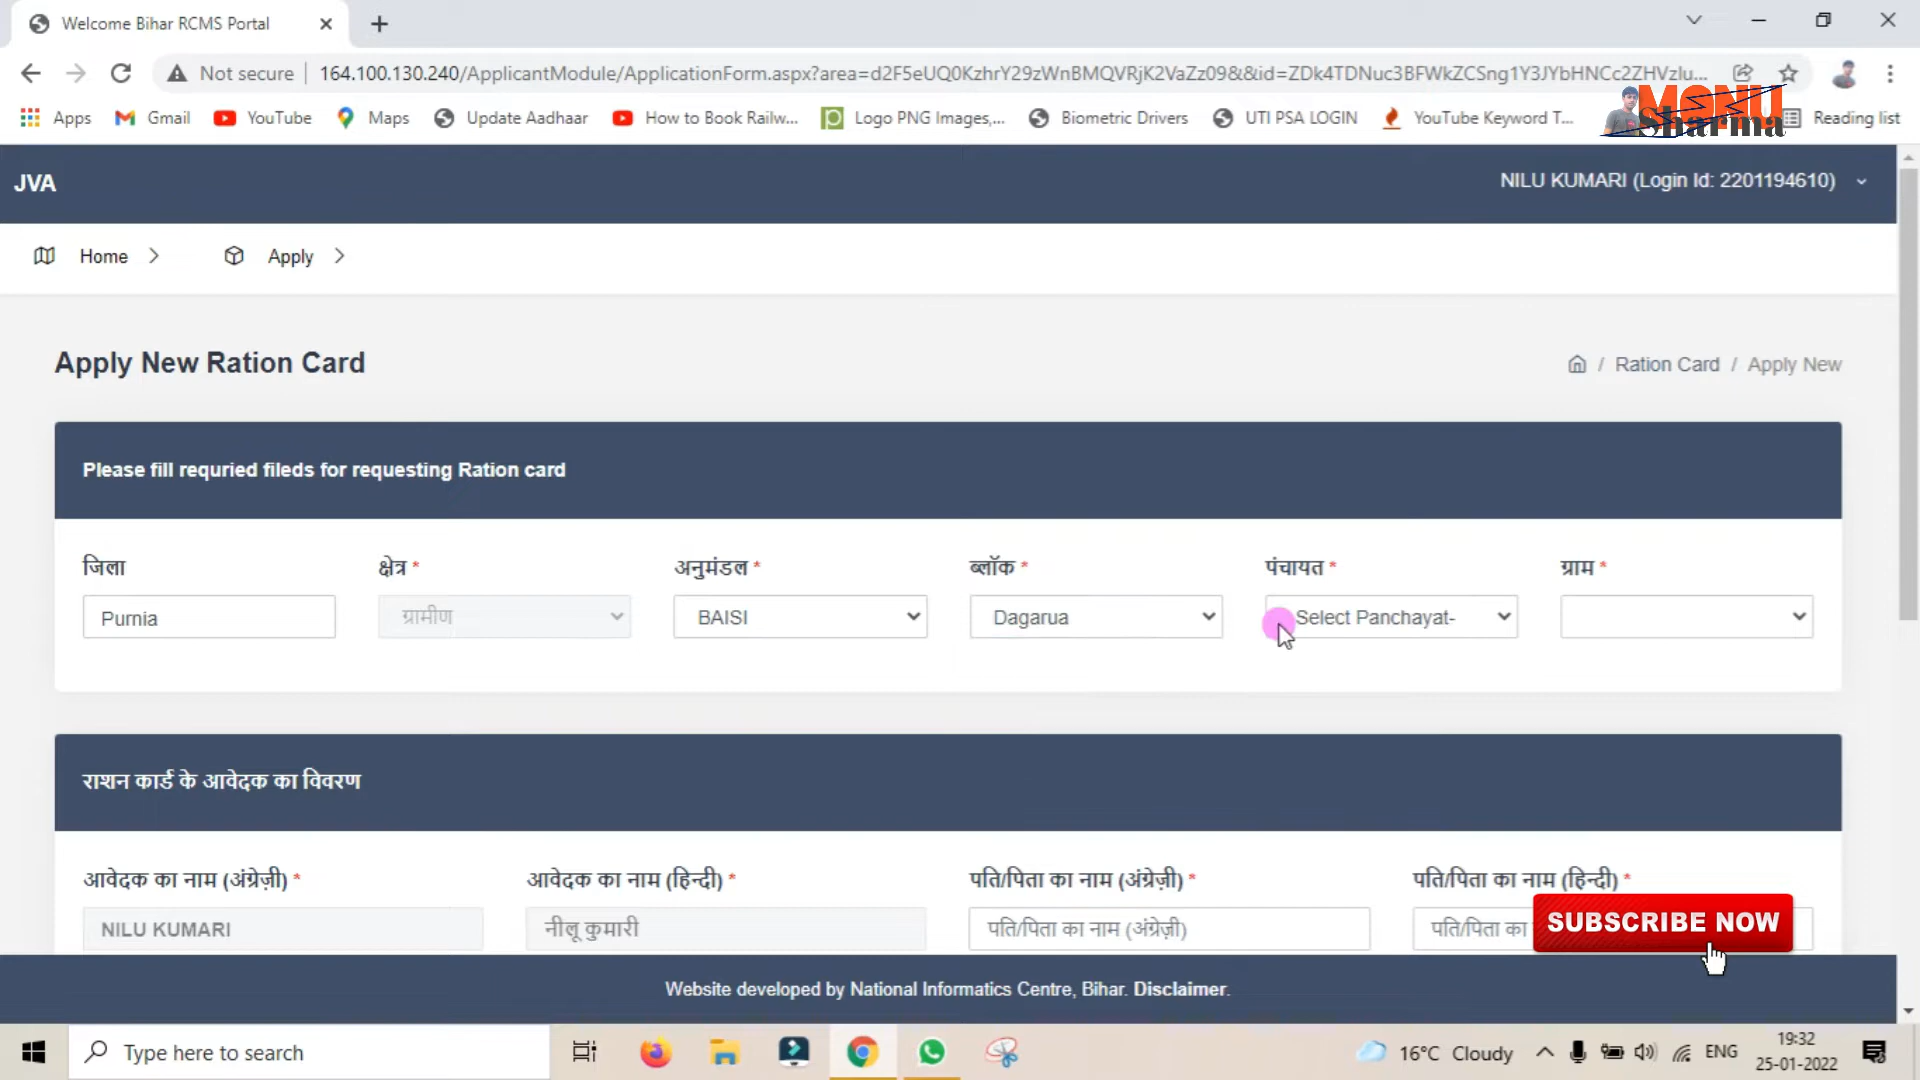 Welcome Bihar RCMS Portal
Not secure 164.100.130.240/ApplicantModule/ApplicationForm.aspx?area=d2F5eUQ0KzhrY29zWnBMQVRjK2VaZz09&&id=ZDk4TDNuc3BFWkZCSng1Y3JYbHNCc2ZHVzlu...
Apps Gmail YouTube Maps Update Aadhaar How to Book Railw... Logo PNG Images,... Biometric Drivers UTI PSA LOGIN YouTube Keyword T... Reading list
MONU
Sharma
JVA NILU KUMARI (Login Id: 2201194610)
Home Apply
Apply New Ration Card / Ration Card / Apply New
Please fill requried fileds for requesting Ration card
जिला क्षेत्र * अनुमंडल * ब्लॉक * पंचायत * ग्राम *
Purnia ग्रामीण BAISI Dagarua Select Panchayat-
राशन कार्ड के आवेदक का विवरण
आवेदक का नाम (अंग्रेज़ी) * आवेदक का नाम (हिन्दी) * पति/पिता का नाम (अंग्रेज़ी) * पति/पिता का नाम (हिन्दी) *
NILU KUMARI नीलू कुमारी पति/पिता का नाम (अंग्रेज़ी) पति/पिता का
SUBSCRIBE NOW
Website developed by National Informatics Centre, Bihar. Disclaimer.
Type here to search 16°C Cloudy ENG 19:32
25-01-2022